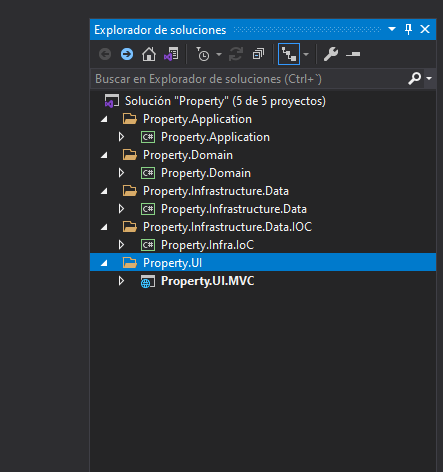 Explorador de soluciones
Buscar en Explorador de soluciones (Ctrl+`)
Solución "Property" (5 de 5 proyectos)
Property.Application
C# Property.Application
Property.Domain
C# Property.Domain
Property.Infrastructure.Data
C# Property.Infrastructure.Data
Property.Infrastructure.Data.IOC
C# Property.Infra.IoC
Property.UI
Property.UI.MVC